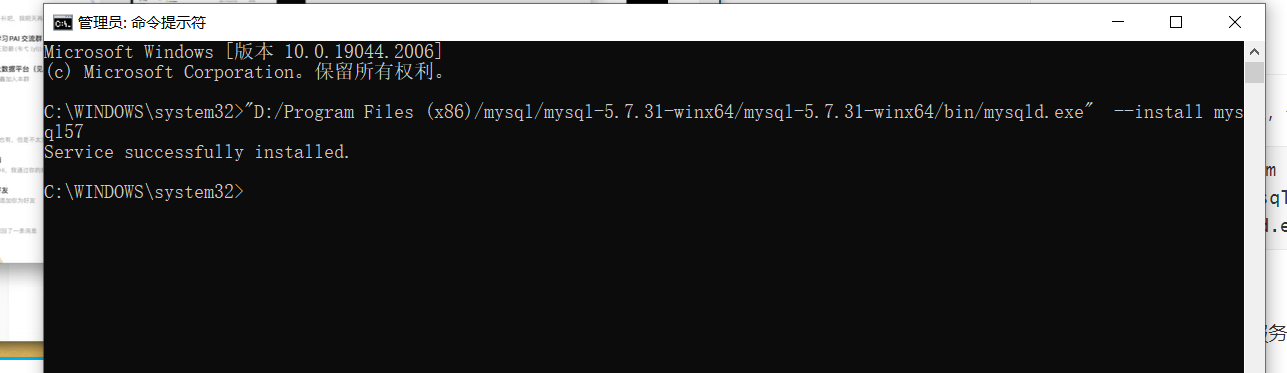 管理员: 命令提示符
Microsoft Windows [版本 10.0.19044.2006]
(c) Microsoft Corporation。保留所有权利。
C:\WINDOWS\system32>"D:/Program Files (x86)/mysql/mysql-5.7.31-winx64/mysql-5.7.31-winx64/bin/mysqld.exe"  --install mys
ql57
Service successfully installed.
C:\WINDOWS\system32>